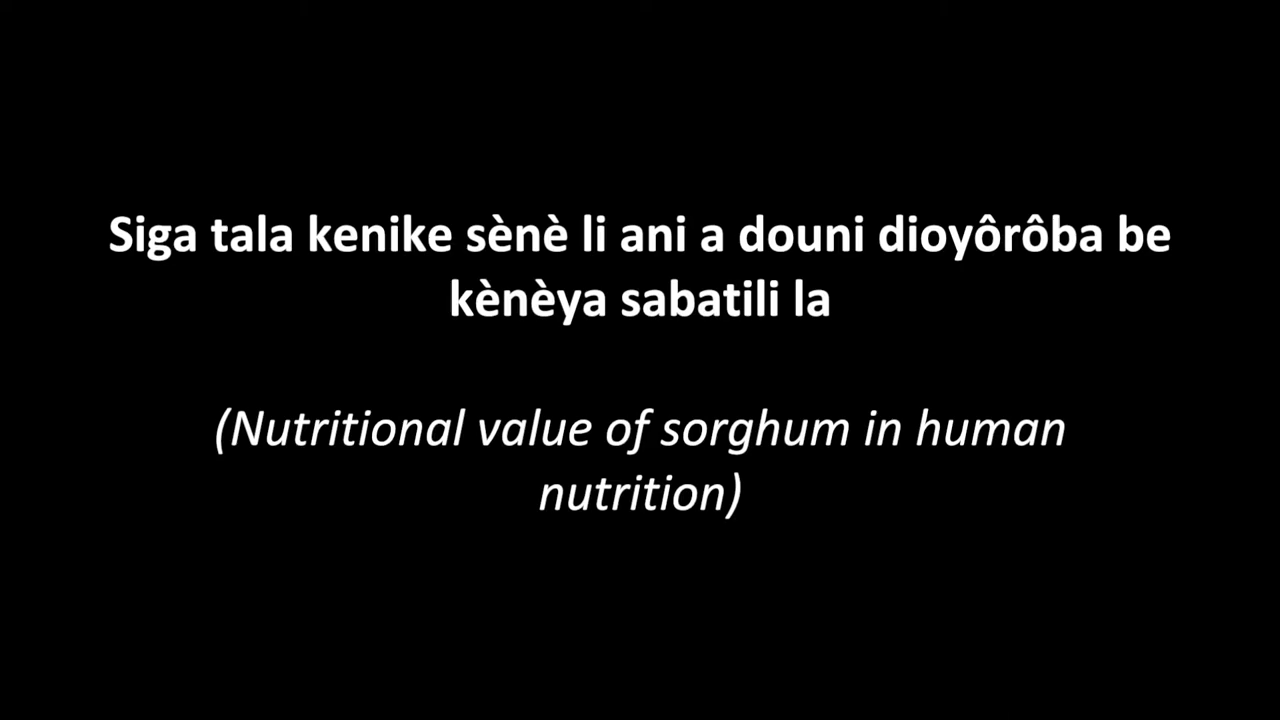 Siga tala kenike sènè li ani a douni dioyôrôba be
kènèya sabatili la
(Nutritional value of sorghum in human
nutrition)